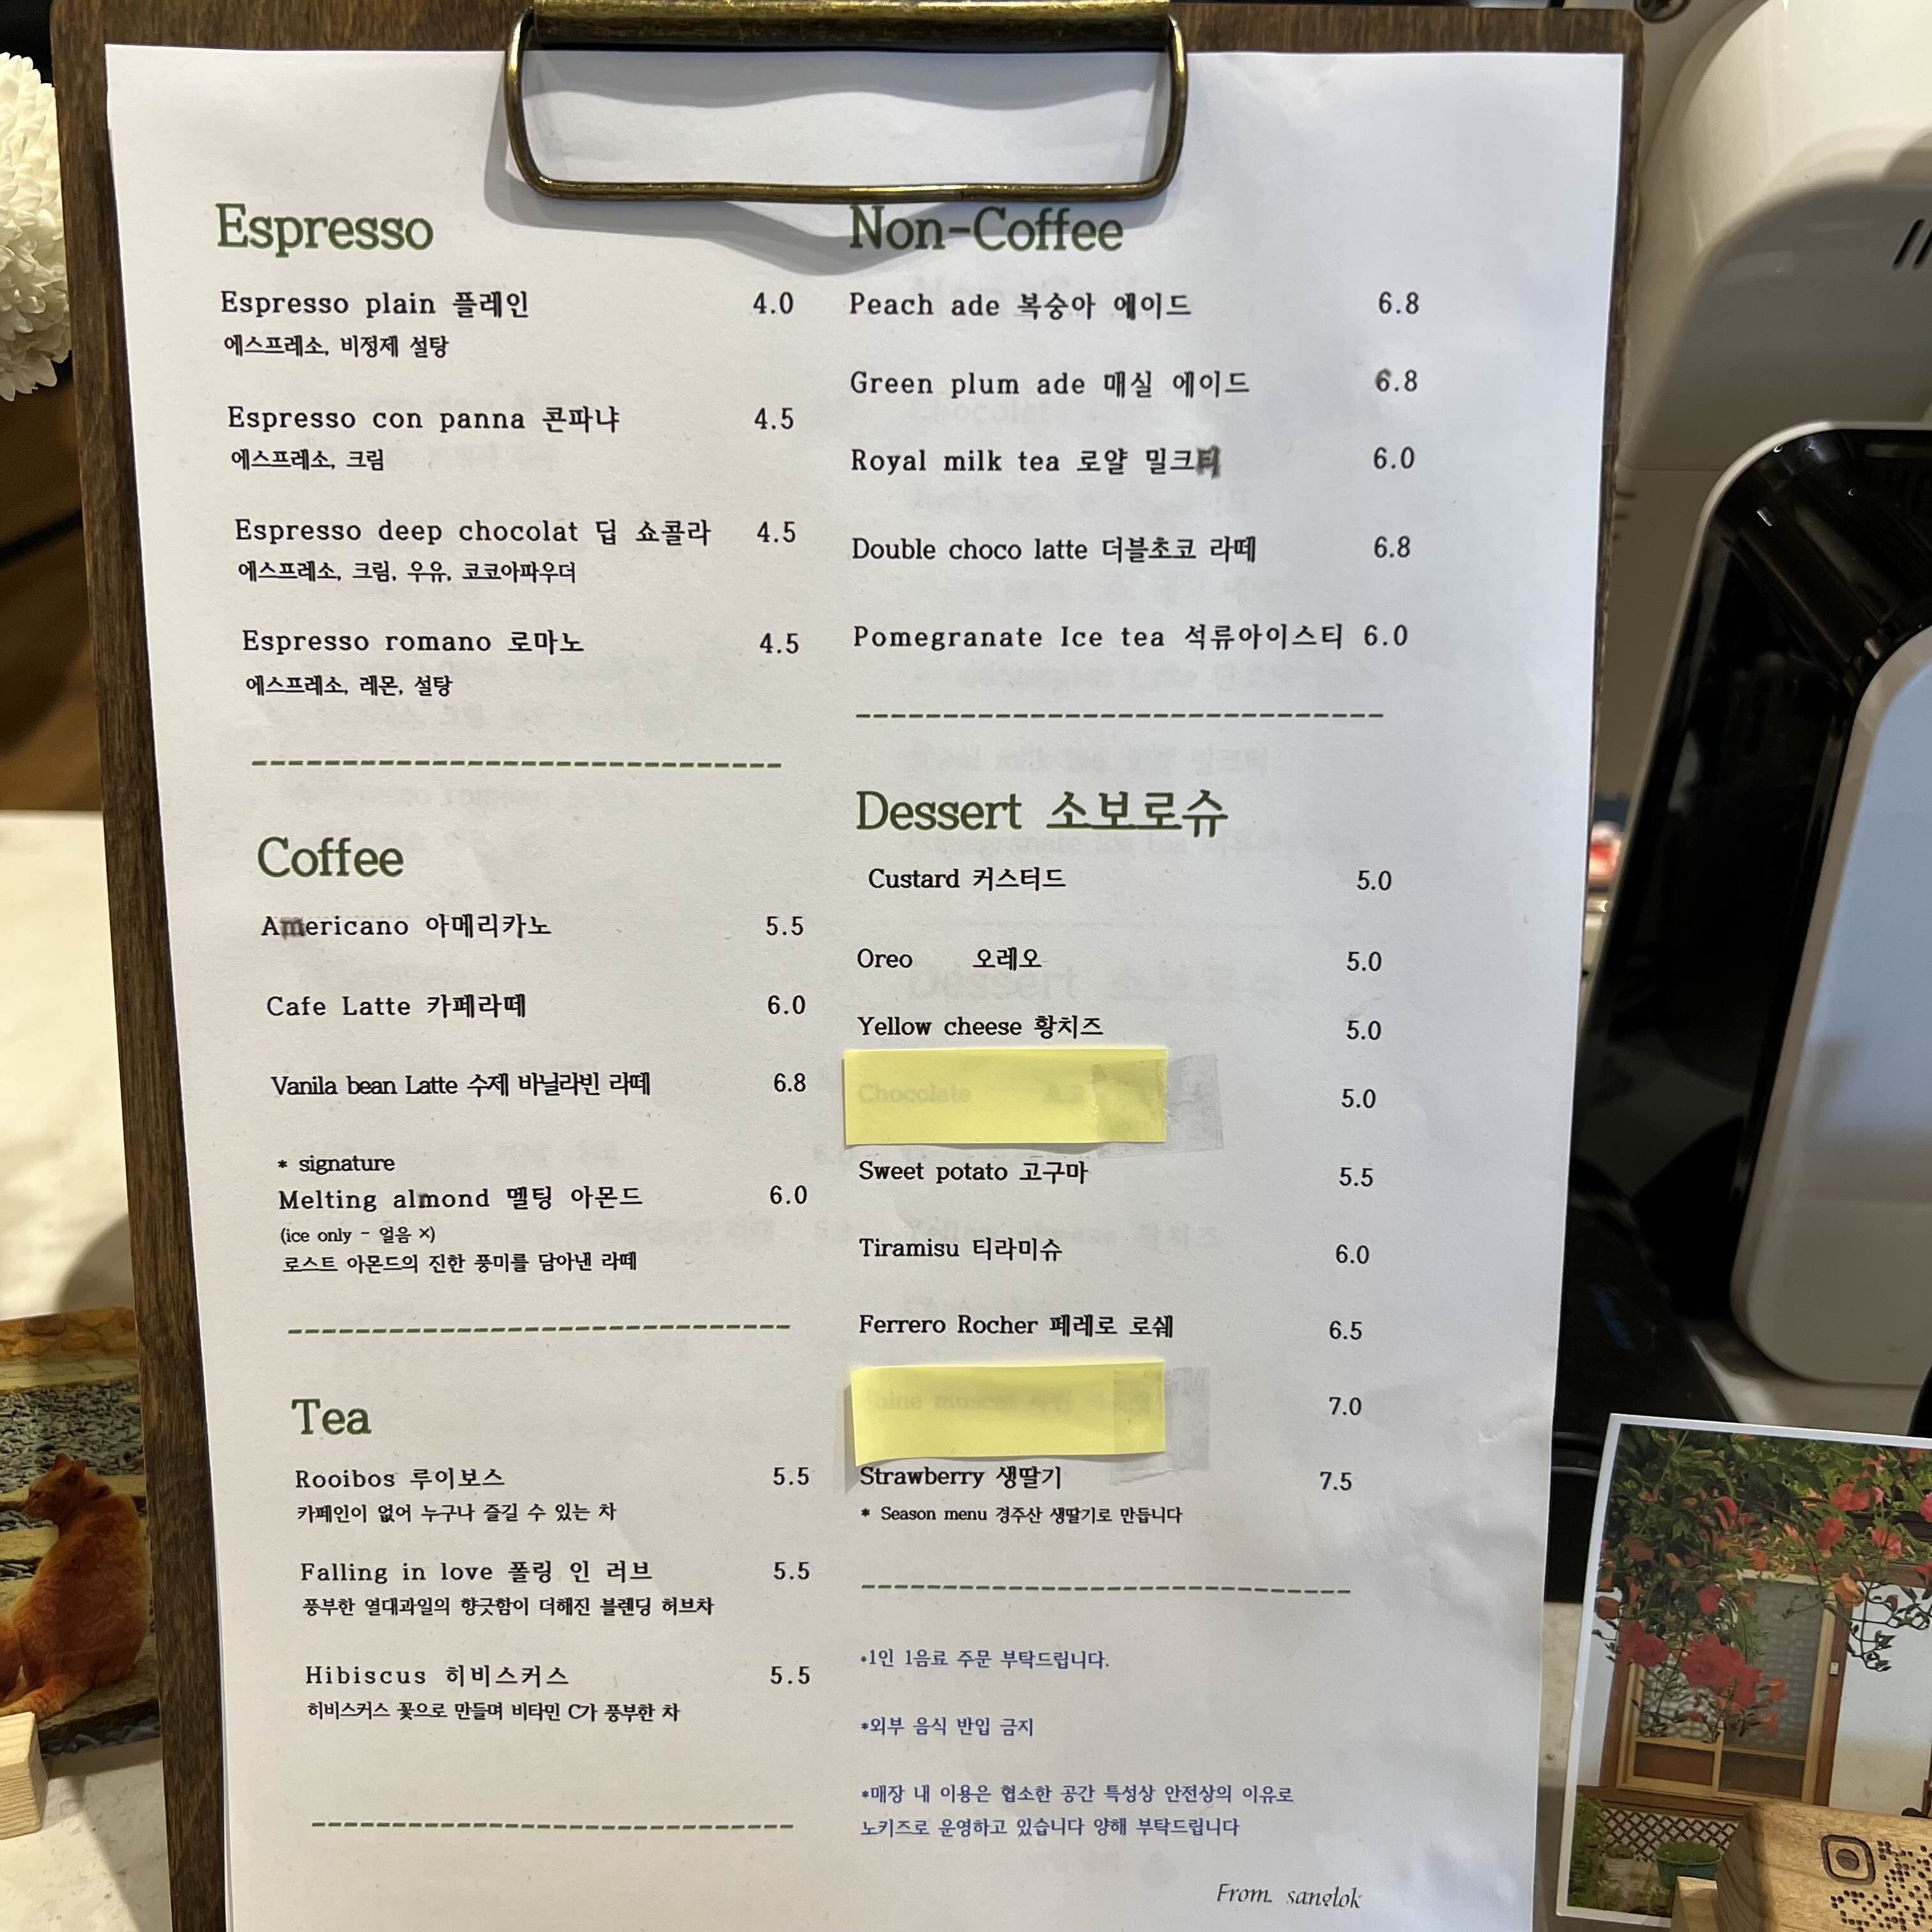 Espresso
Espresso plain 플레인 4.0
에스프레소, 비정제 설탕
Espresso con panna 콘파냐 4.5
에스프레소, 크림
Espresso deep chocolat 딥 쇼콜라 4.5
에스프레소, 크림, 우유, 코코아파우더
Espresso romano 로마노 4.5
에스프레소, 레몬, 설탕
Coffee
Americano 아메리카노 5.5
Cafe Latte 카페라떼 6.0
Vanila bean Latte 수제 바닐라빈 라떼 6.8
* signature
Melting almond 멜팅 아몬드 6.0
(ice only - 얼음 ×)
로스트 아몬드의 진한 풍미를 담아낸 라떼
Tea
Rooibos 루이보스 5.5
카페인이 없어 누구나 즐길 수 있는 차
Falling in love 폴링 인 러브 5.5
풍부한 열대과일의 향긋함이 더해진 블렌딩 허브차
Hibiscus 히비스커스 5.5
히비스커스 꽃으로 만들며 비타민 C가 풍부한 차
Non-Coffee
Peach ade 복숭아 에이드 6.8
Green plum ade 매실 에이드 6.8
Royal milk tea 로얄 밀크티 6.0
Double choco latte 더블초코 라떼 6.8
Pomegranate Ice tea 석류아이스티 6.0
Dessert 소보로슈
Custard 커스터드 5.0
Oreo 오레오 5.0
Yellow cheese 황치즈 5.0
Chocolate 5.0
Sweet potato 고구마 5.5
Tiramisu 티라미슈 6.0
Ferrero Rocher 페레로 로쉐 6.5
muscat 7.0
Strawberry 생딸기 7.5
* Season menu 경주산 생딸기로 만듭니다
*1인 1음료 주문 부탁드립니다.
*외부 음식 반입 금지
*매장 내 이용은 협소한 공간 특성상 안전상의 이유로
노키즈로 운영하고 있습니다 양해 부탁드립니다
From. sanglok